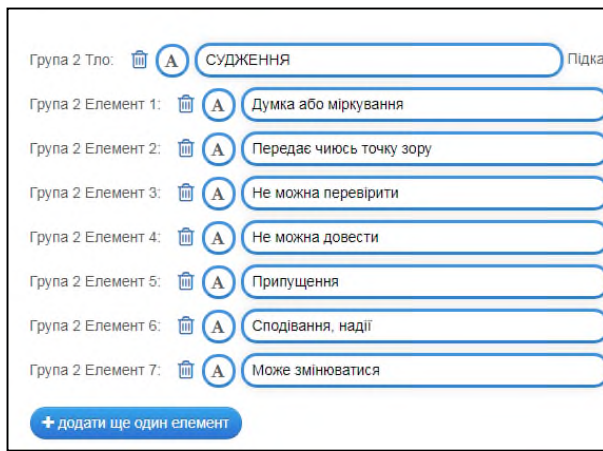 Група 2 Тло: A СУДЖЕННЯ Підка
Група 2 Елемент 1: A Думка або міркування
Група 2 Елемент 2: A Передає чиюсь точку зору
Група 2 Елемент 3: A Не можна перевірити
Група 2 Елемент 4: A Не можна довести
Група 2 Елемент 5: A Припущення
Група 2 Елемент 6: A Сподівання, надії
Група 2 Елемент 7: A Може змінюватися
+ додати ще один елемент